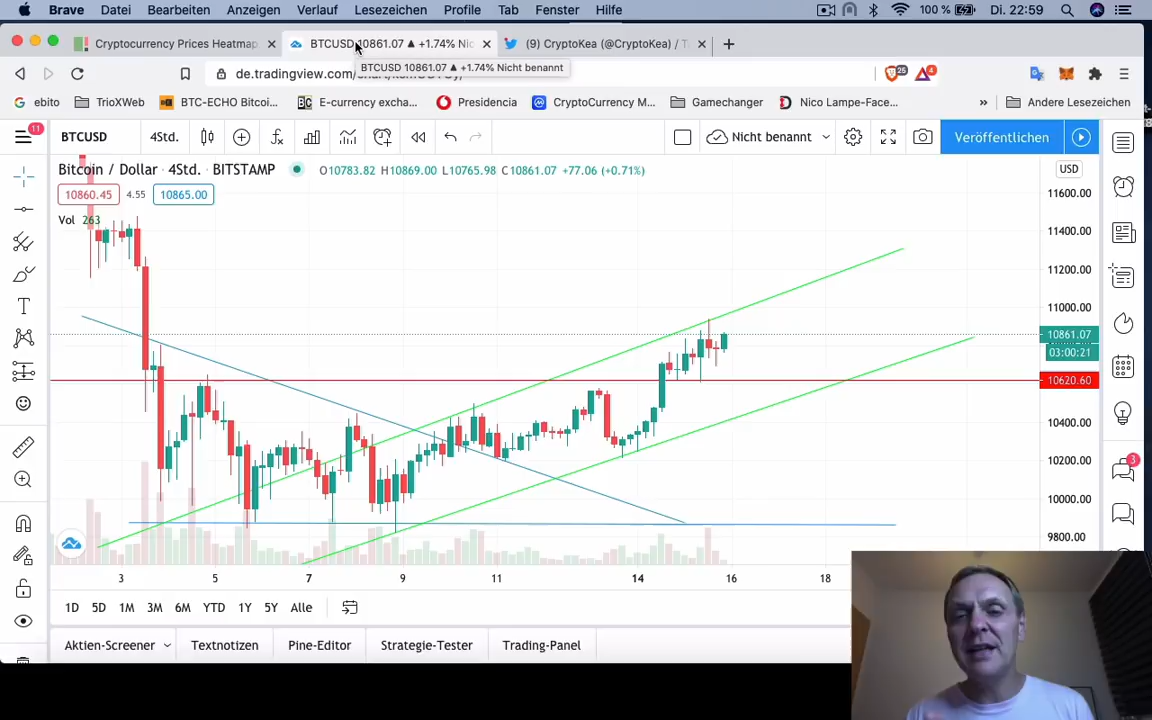 Brave Datei Bearbeiten Anzeigen Verlauf Lesezeichen Profile Tab Fenster Hilfe 100 % Di. 22:59
Cryptocurrency Prices Heatmap BTCUSD 10861.07 ▲ +1.74% Nic (9) CryptoKea (@CryptoKea) / T
BTCUSD 10861.07 ▲ +1.74% Nicht benannt
de.tradingview.com/ 25 4
ebito TrioXWeb BTC-ECHO Bitcoi... E-currency excha... Presidencia CryptoCurrency M... Gamechanger Nico Lampe-Face... » Andere Lesezeichen
11 BTCUSD 4Std. Nicht benannt Veröffentlichen
Bitcoin / Dollar · 4Std. · BITSTAMP O10783.82 H10869.00 L10765.98 C10861.07 +77.06 (+0.71%) USD
10860.45 4.55 10865.00
Vol 263
11600.00
11400.00
11200.00
11000.00
10861.07
03:00:21
10620.60
10400.00
10200.00
10000.00
9800.00
3
3 5 7 9 11 14 16 18
1D 5D 1M 3M 6M YTD 1Y 5Y Alle
Aktien-Screener Textnotizen Pine-Editor Strategie-Tester Trading-Panel